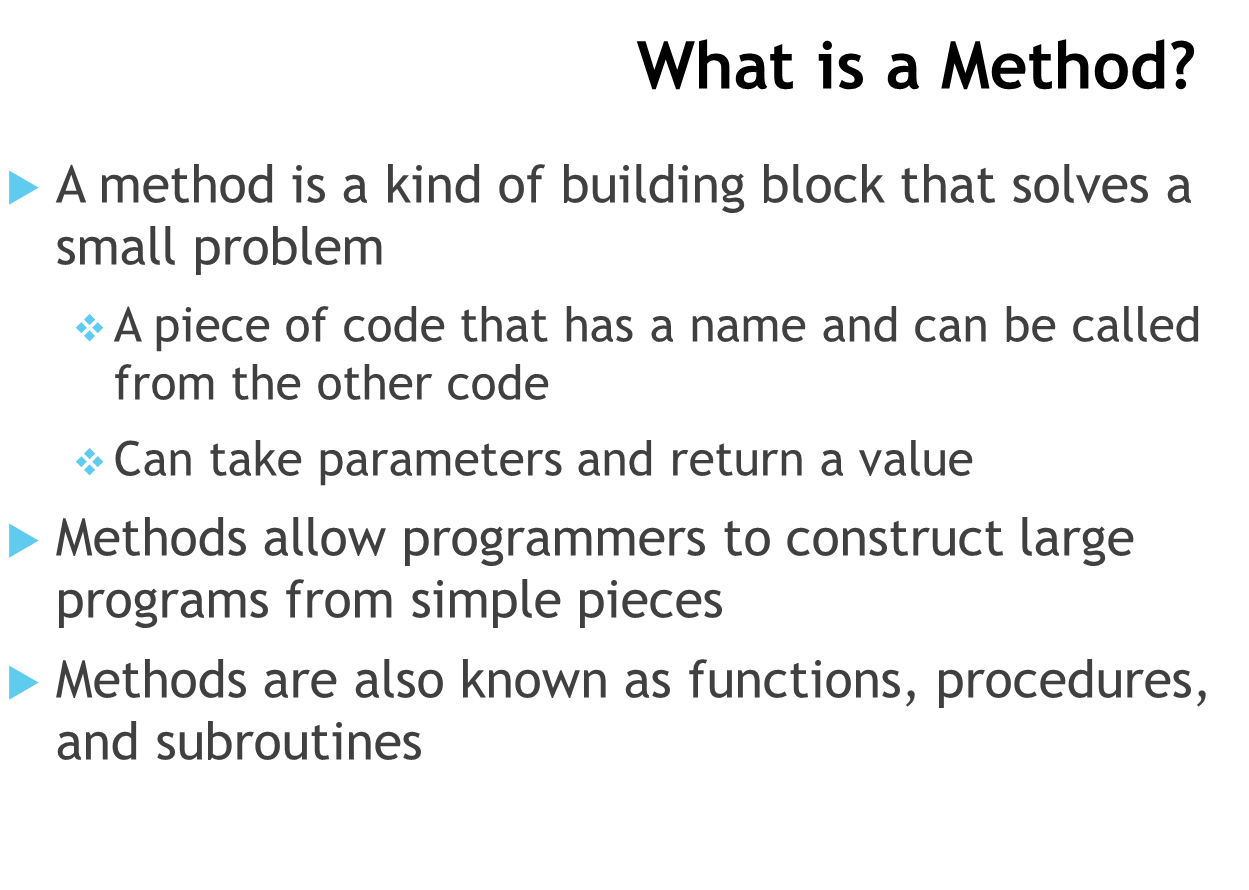 What is a Method?
A method is a kind of building block that solves a
small problem
A piece of code that has a name and can be called
from the other code
Can take parameters and return a value
Methods allow programmers to construct large
programs from simple pieces
Methods are also known as functions, procedures,
and subroutines